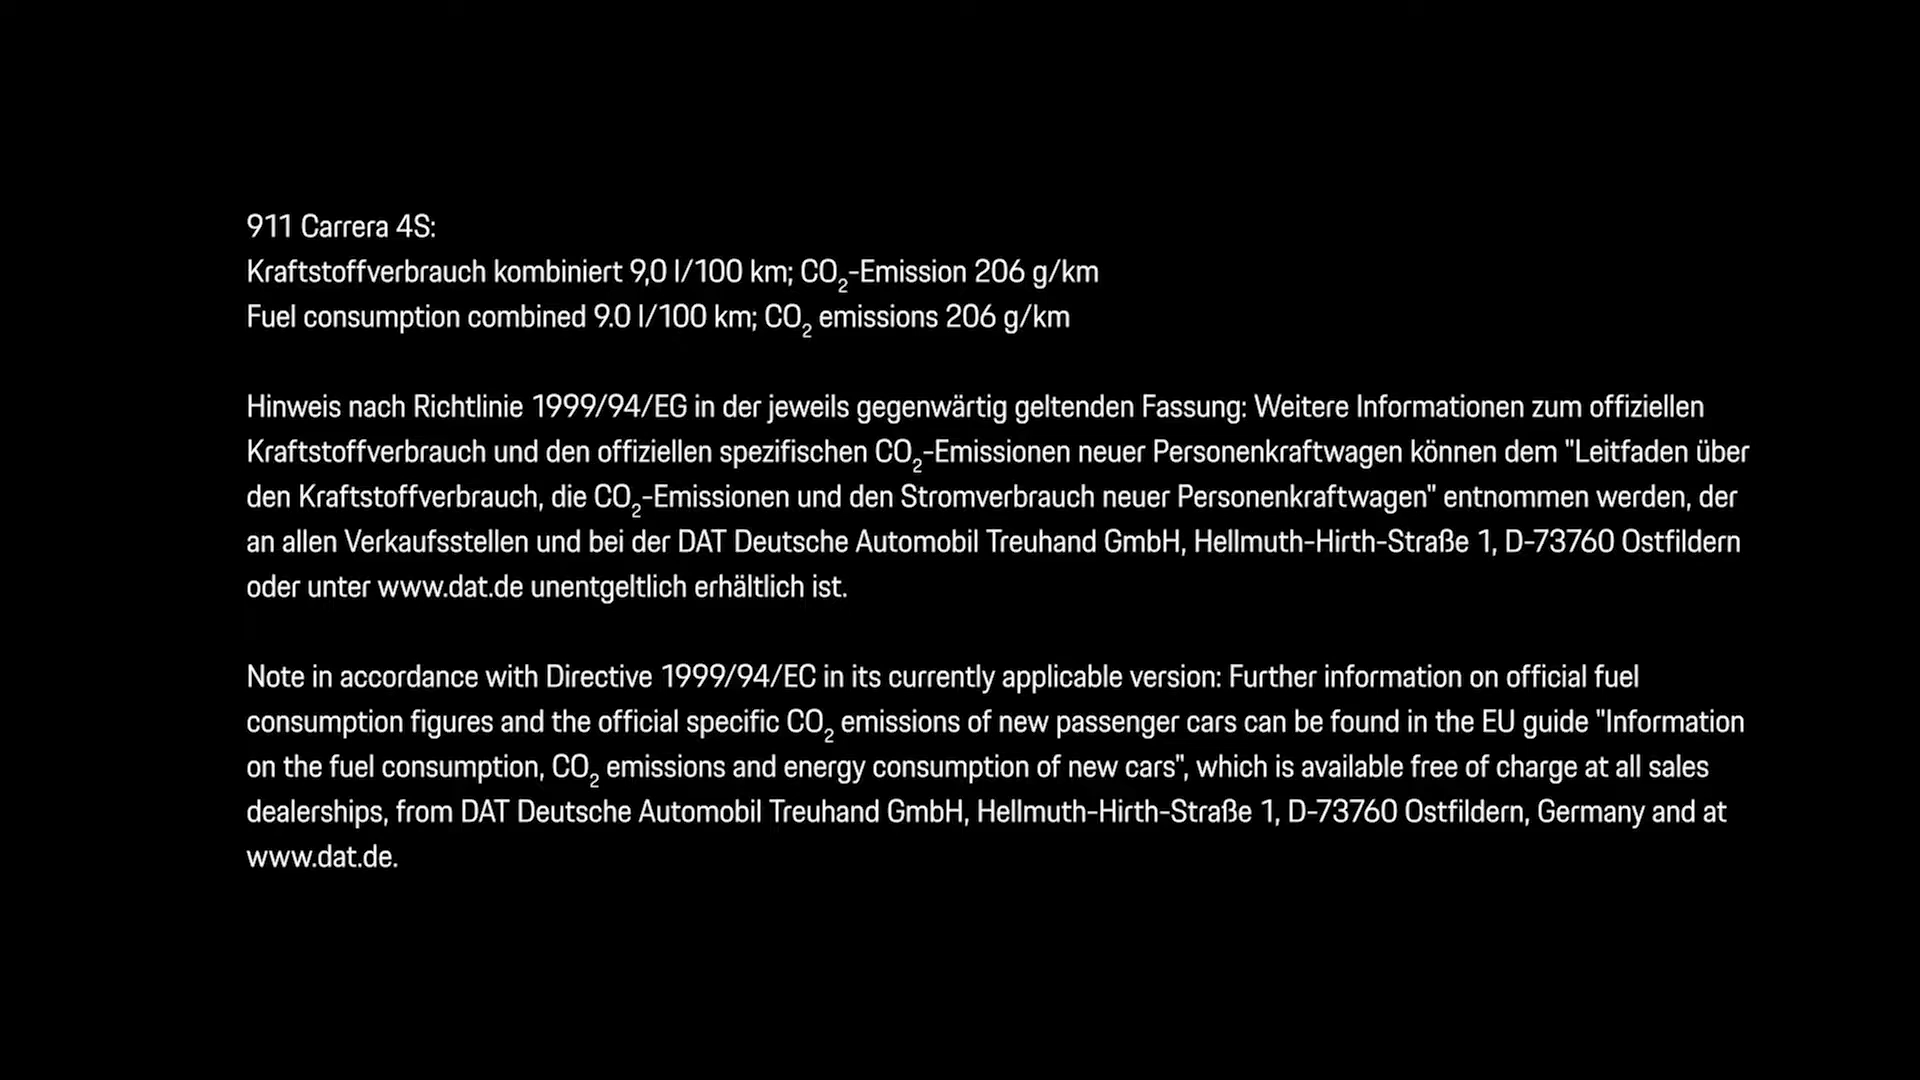 911 Carrera 4S:
Kraftstoffverbrauch kombiniert 9,0 l/100 km; CO₂-Emission 206 g/km
Fuel consumption combined 9.0 l/100 km; CO₂ emissions 206 g/km
Hinweis nach Richtlinie 1999/94/EG in der jeweils gegenwärtig geltenden Fassung: Weitere Informationen zum offiziellen
Kraftstoffverbrauch und den offiziellen spezifischen CO₂-Emissionen neuer Personenkraftwagen können dem "Leitfaden über
den Kraftstoffverbrauch, die CO₂-Emissionen und den Stromverbrauch neuer Personenkraftwagen" entnommen werden, der
an allen Verkaufsstellen und bei der DAT Deutsche Automobil Treuhand GmbH, Hellmuth-Hirth-Straße 1, D-73760 Ostfildern
oder unter www.dat.de unentgeltlich erhältlich ist.
Note in accordance with Directive 1999/94/EC in its currently applicable version: Further information on official fuel
consumption figures and the official specific CO₂ emissions of new passenger cars can be found in the EU guide "Information
on the fuel consumption, CO₂ emissions and energy consumption of new cars", which is available free of charge at all sales
dealerships, from DAT Deutsche Automobil Treuhand GmbH, Hellmuth-Hirth-Straße 1, D-73760 Ostfildern, Germany and at
www.dat.de.